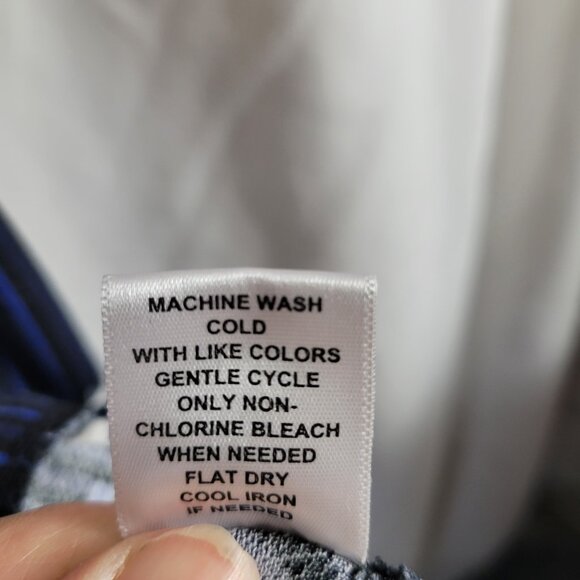 MACHINE WASH
COLD
WITH LIKE COLORS
GENTLE CYCLE
ONLY NON-
CHLORINE BLEACH
WHEN NEEDED
FLAT DRY
COOL IRON
IF NEEDED